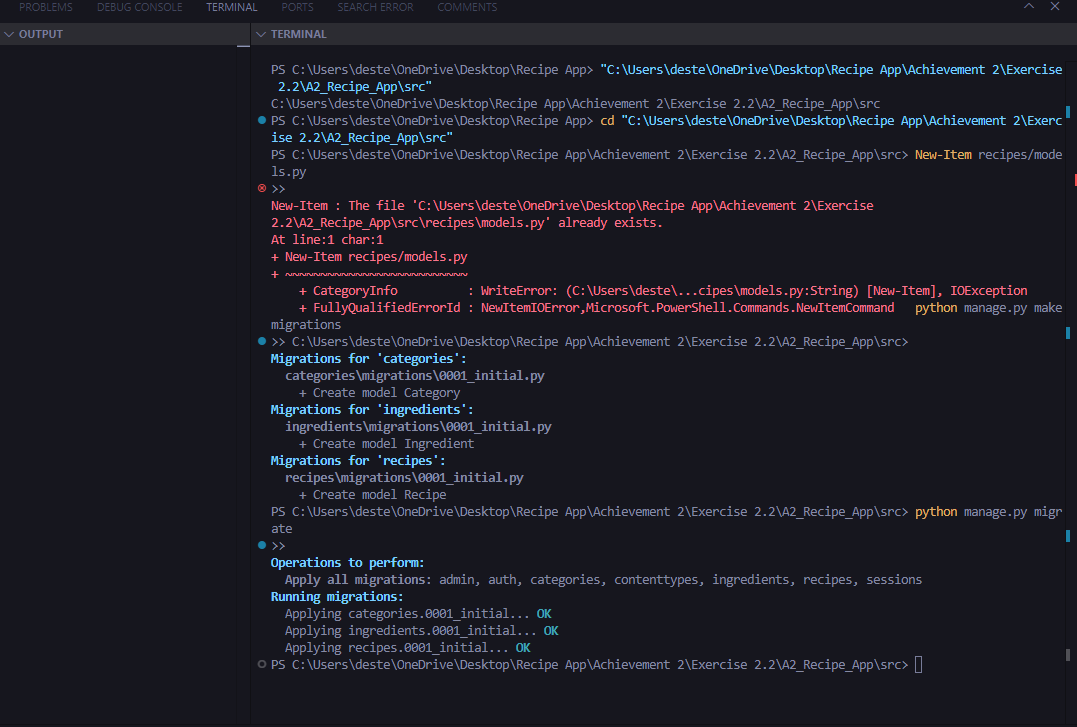 PROBLEMS DEBUG CONSOLE TERMINAL PORTS SEARCH ERROR COMMENTS
OUTPUT
TERMINAL
PS C:\Users\deste\OneDrive\Desktop\Recipe App> "C:\Users\deste\OneDrive\Desktop\Recipe App\Achievement 2\Exercise
2.2\A2_Recipe_App\src"
C:\Users\deste\OneDrive\Desktop\Recipe App\Achievement 2\Exercise 2.2\A2_Recipe_App\src
PS C:\Users\deste\OneDrive\Desktop\Recipe App> cd "C:\Users\deste\OneDrive\Desktop\Recipe App\Achievement 2\Exerc
ise 2.2\A2_Recipe_App\src"
PS C:\Users\deste\OneDrive\Desktop\Recipe App\Achievement 2\Exercise 2.2\A2_Recipe_App\src> New-Item recipes/mode
ls.py
>>
New-Item : The file 'C:\Users\deste\OneDrive\Desktop\Recipe App\Achievement 2\Exercise
2.2\A2_Recipe_App\src\recipes\models.py' already exists.
At line:1 char:1
+ New-Item recipes/models.py
+ ~~~~~~~~~~~~~~~~~~~~~~~~~~
+ CategoryInfo          : WriteError: (C:\Users\deste\...cipes\models.py:String) [New-Item], IOException
+ FullyQualifiedErrorId : NewItemIOError,Microsoft.PowerShell.Commands.NewItemCommand   python manage.py make
migrations
>> C:\Users\deste\OneDrive\Desktop\Recipe App\Achievement 2\Exercise 2.2\A2_Recipe_App\src>
Migrations for 'categories':
categories\migrations\0001_initial.py
+ Create model Category
Migrations for 'ingredients':
ingredients\migrations\0001_initial.py
+ Create model Ingredient
Migrations for 'recipes':
recipes\migrations\0001_initial.py
+ Create model Recipe
PS C:\Users\deste\OneDrive\Desktop\Recipe App\Achievement 2\Exercise 2.2\A2_Recipe_App\src> python manage.py migr
ate
>>
Operations to perform:
Apply all migrations: admin, auth, categories, contenttypes, ingredients, recipes, sessions
Running migrations:
Applying categories.0001_initial... OK
Applying ingredients.0001_initial... OK
Applying recipes.0001_initial... OK
PS C:\Users\deste\OneDrive\Desktop\Recipe App\Achievement 2\Exercise 2.2\A2_Recipe_App\src>